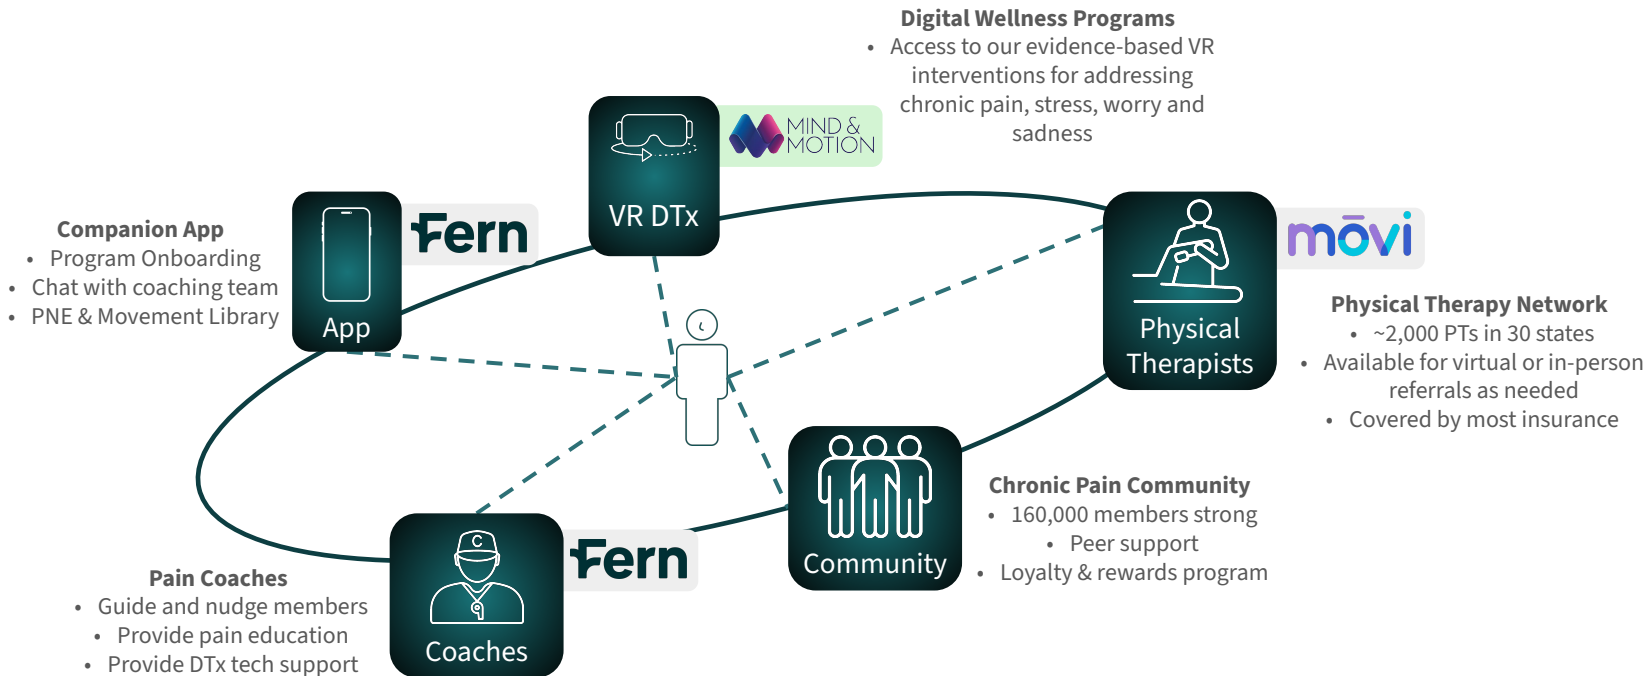 Digital Wellness Programs
• Access to our evidence-based VR
interventions for addressing
chronic pain, stress, worry and
sadness
MIND &
MOTION
VR DTx
Companion App
• Program Onboarding
• Chat with coaching team
• PNE & Movement Library
Fern
App
mōvi
Physical
Therapists
Physical Therapy Network
• ~2,000 PTs in 30 states
• Available for virtual or in-person
referrals as needed
• Covered by most insurance
Community
Chronic Pain Community
• 160,000 members strong
• Peer support
• Loyalty & rewards program
C
Fern
Coaches
Pain Coaches
• Guide and nudge members
• Provide pain education
• Provide DTx tech support